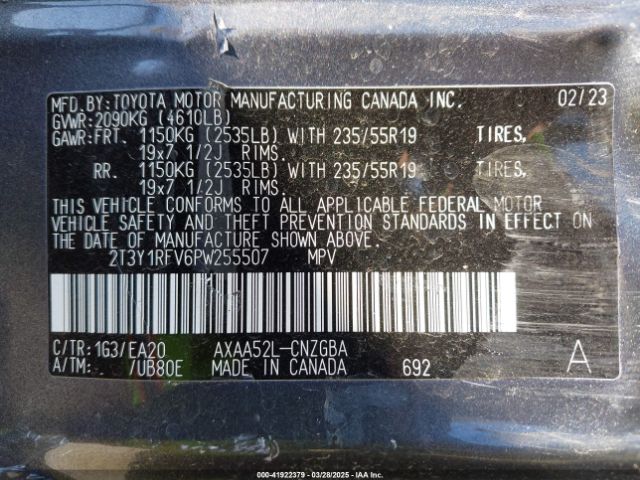 MFD.BY:TOYOTA MOTOR MANUFACTURING CANADA INC. 02/23
GVWR:2090KG (4610LB)
GAWR:FRT. 1150KG (2535LB) WITH 235/55R19 TIRES,
19x7 1/2J RIMS.
RR. 1150KG (2535LB) WITH 235/55R19 TIRES,
19x7 1/2J RIMS.
THIS VEHICLE CONFORMS TO ALL APPLICABLE FEDERAL MOTOR
VEHICLE SAFETY AND THEFT PREVENTION STANDARDS IN EFFECT ON
THE DATE OF MANUFACTURE SHOWN ABOVE.
2T3Y1RFV6PW255507 MPV
C/TR:1G3/EA20 AXAA52L-CNZGBA
A/TM: /UB80E MADE IN CANADA 692 A
000-41922379 - 03/28/2025 - IAA Inc.